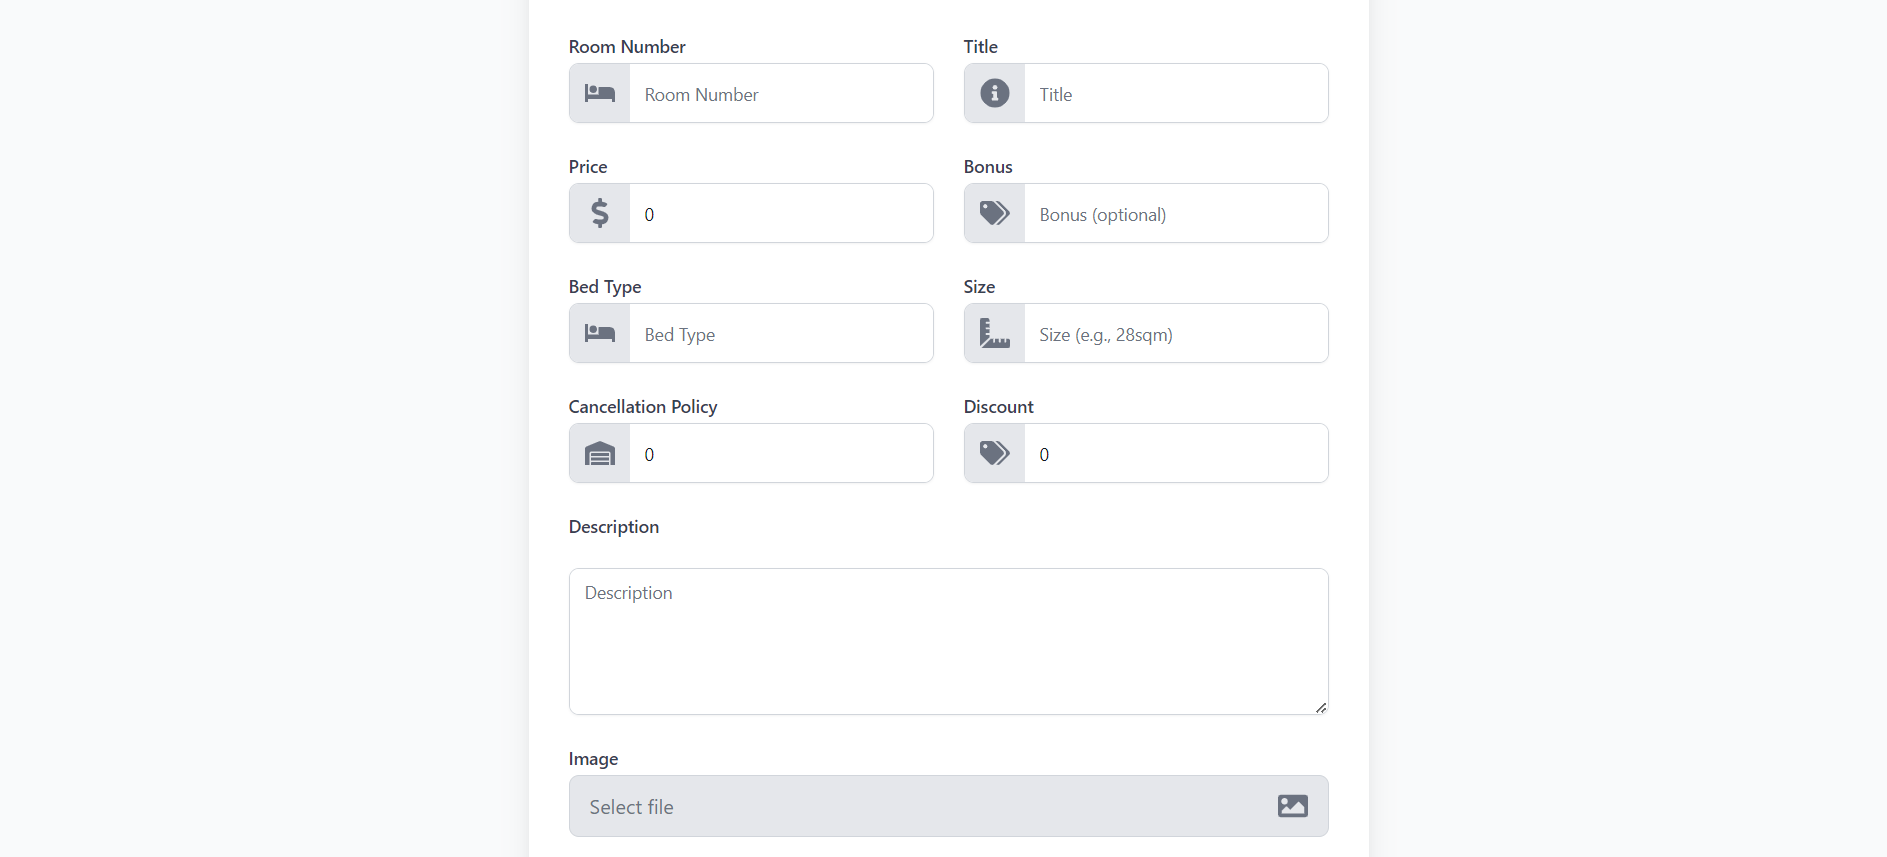 Room Number
Title
Room Number
Title
Price
Bonus
0
Bonus (optional)
Bed Type
Size
Bed Type
Size (e.g., 28sqm)
Cancellation Policy
Discount
0
0
Description
Description
Image
Select file